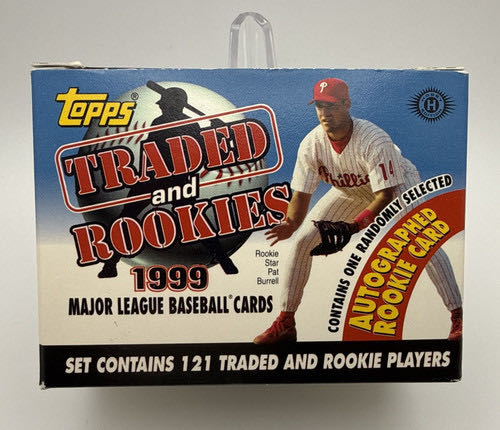 Topps
TRADED
and
ROOKIES
1999
MAJOR LEAGUE BASEBALL® CARDS
Rookie
Star
Pat
Burrell
P
Phillies
14
H
CONTAINS ONE RANDOMLY SELECTED
AUTOGRAPHED
ROOKIE CARD
SET CONTAINS 121 TRADED AND ROOKIE PLAYERS